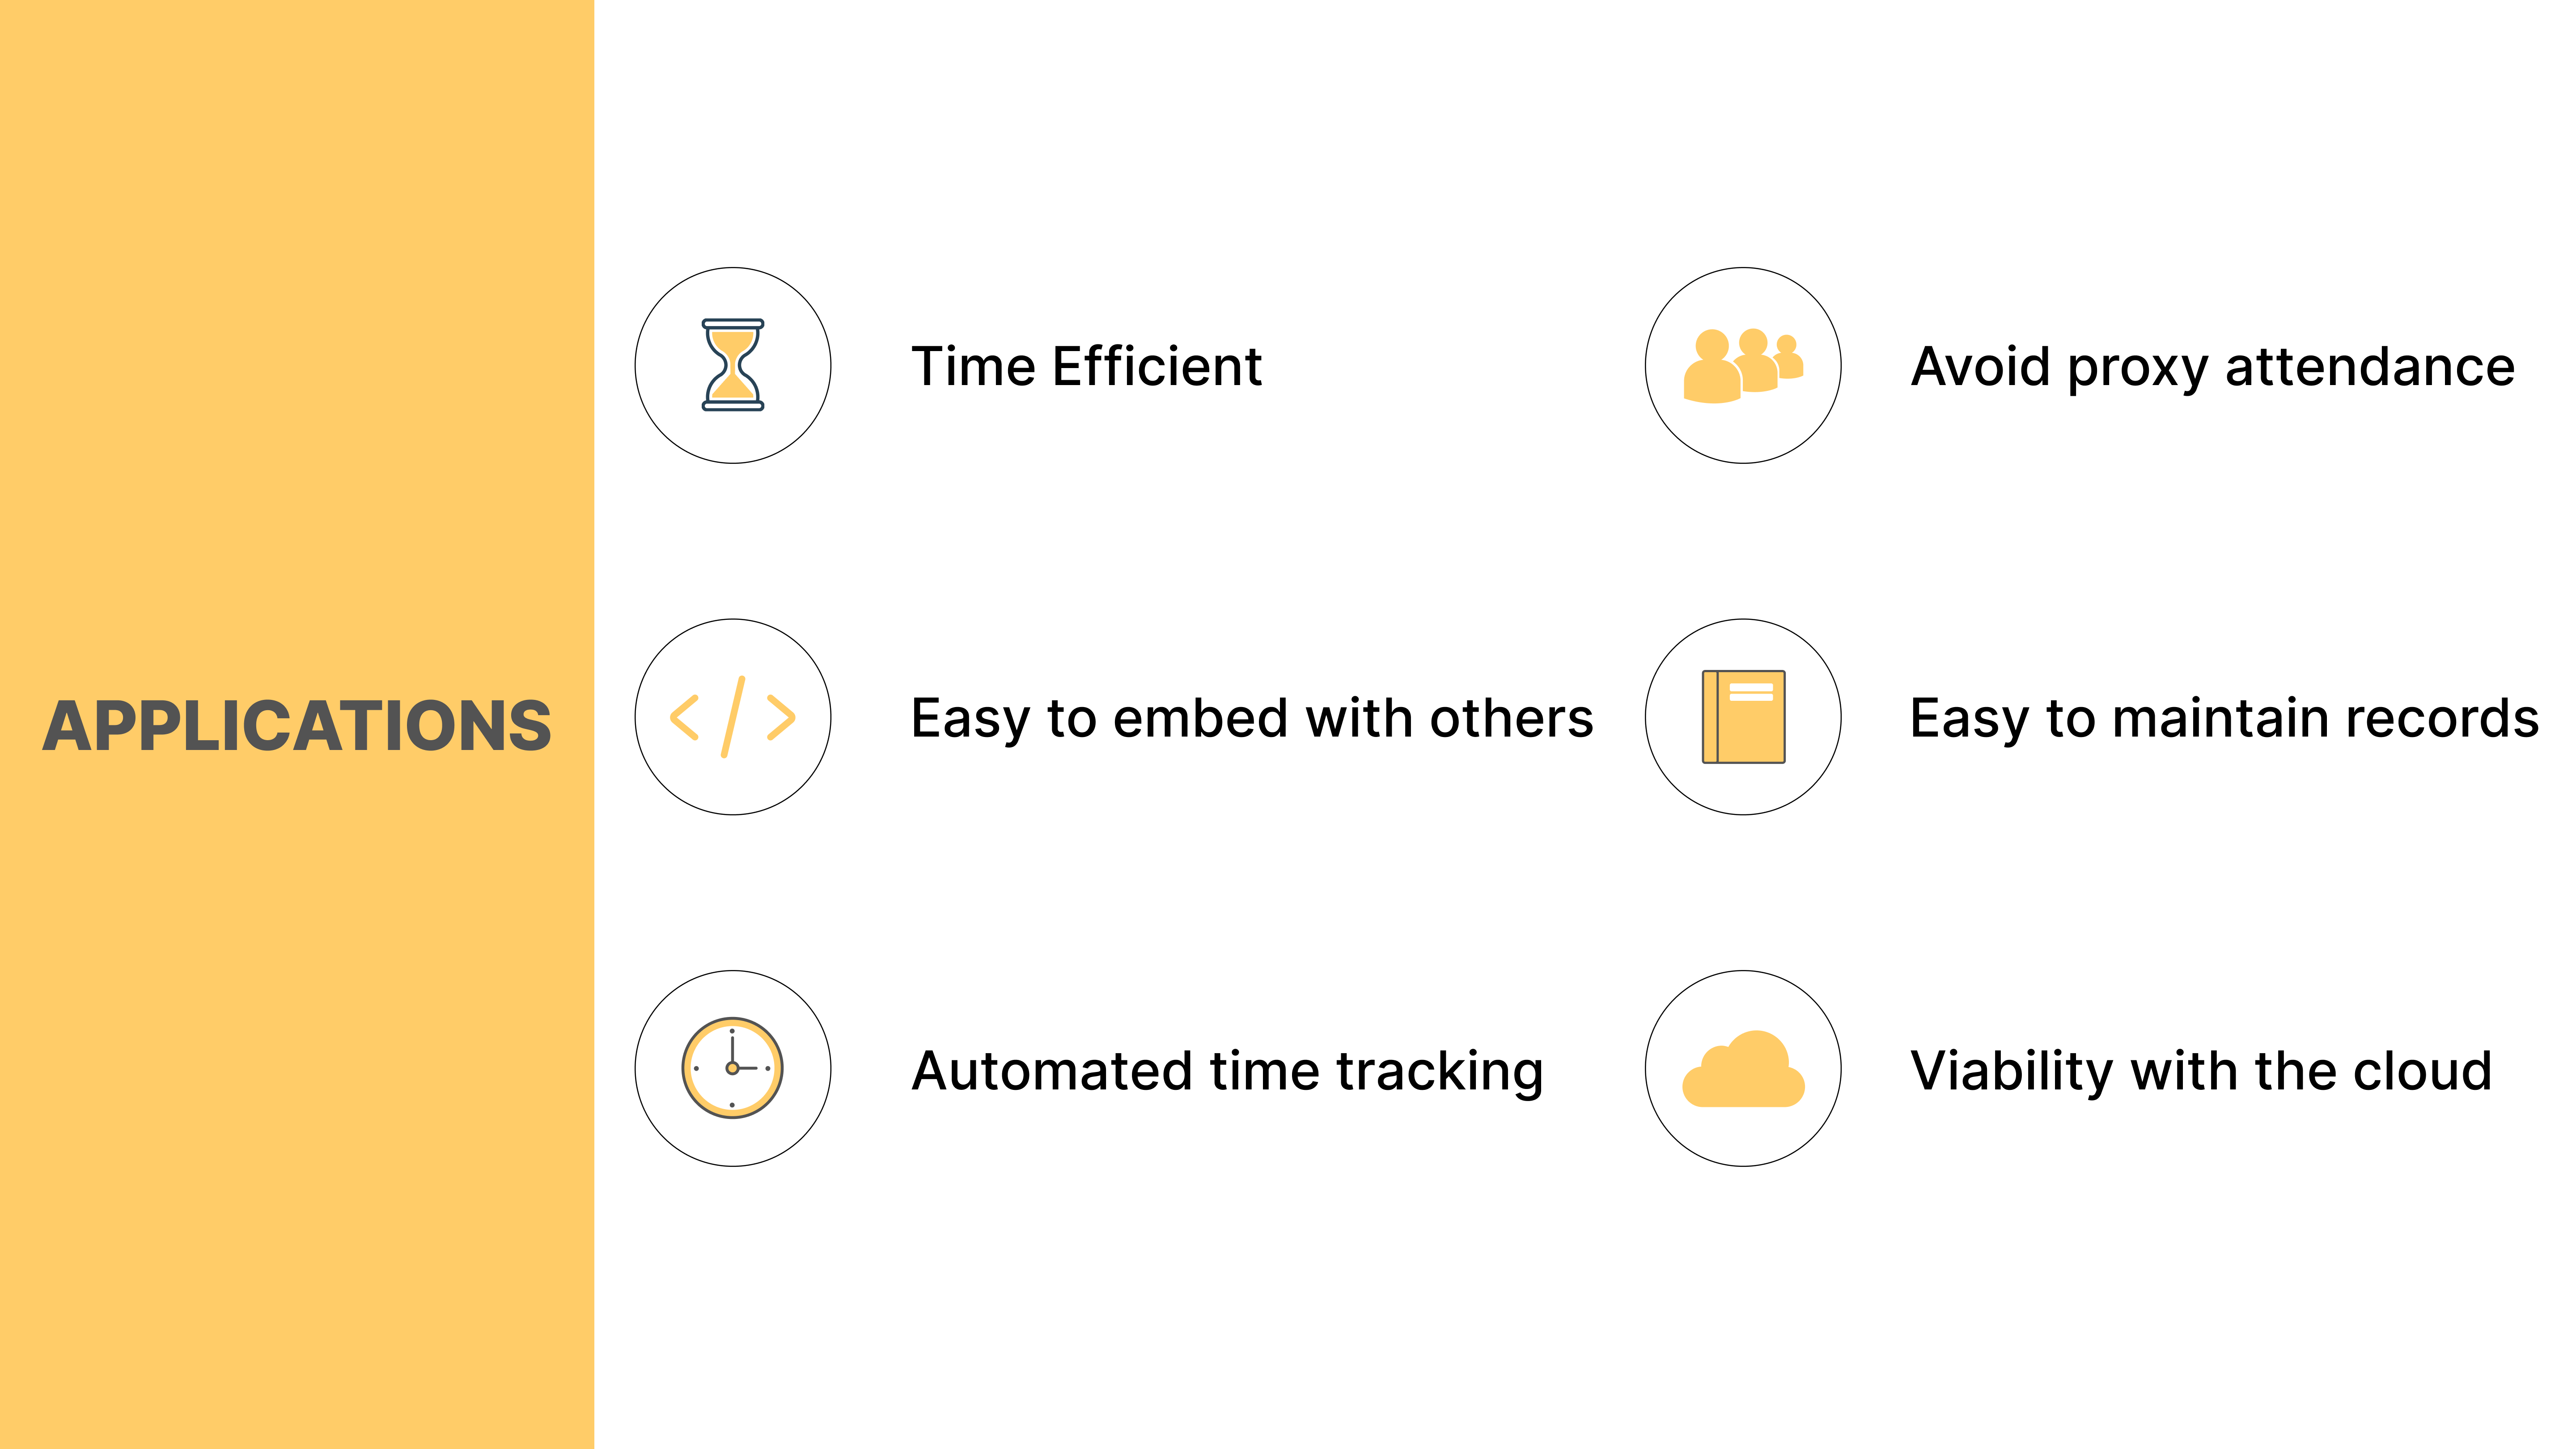 APPLICATIONS
Time Efficient
Avoid proxy attendance
Easy to embed with others
Easy to maintain records
Automated time tracking
Viability with the cloud